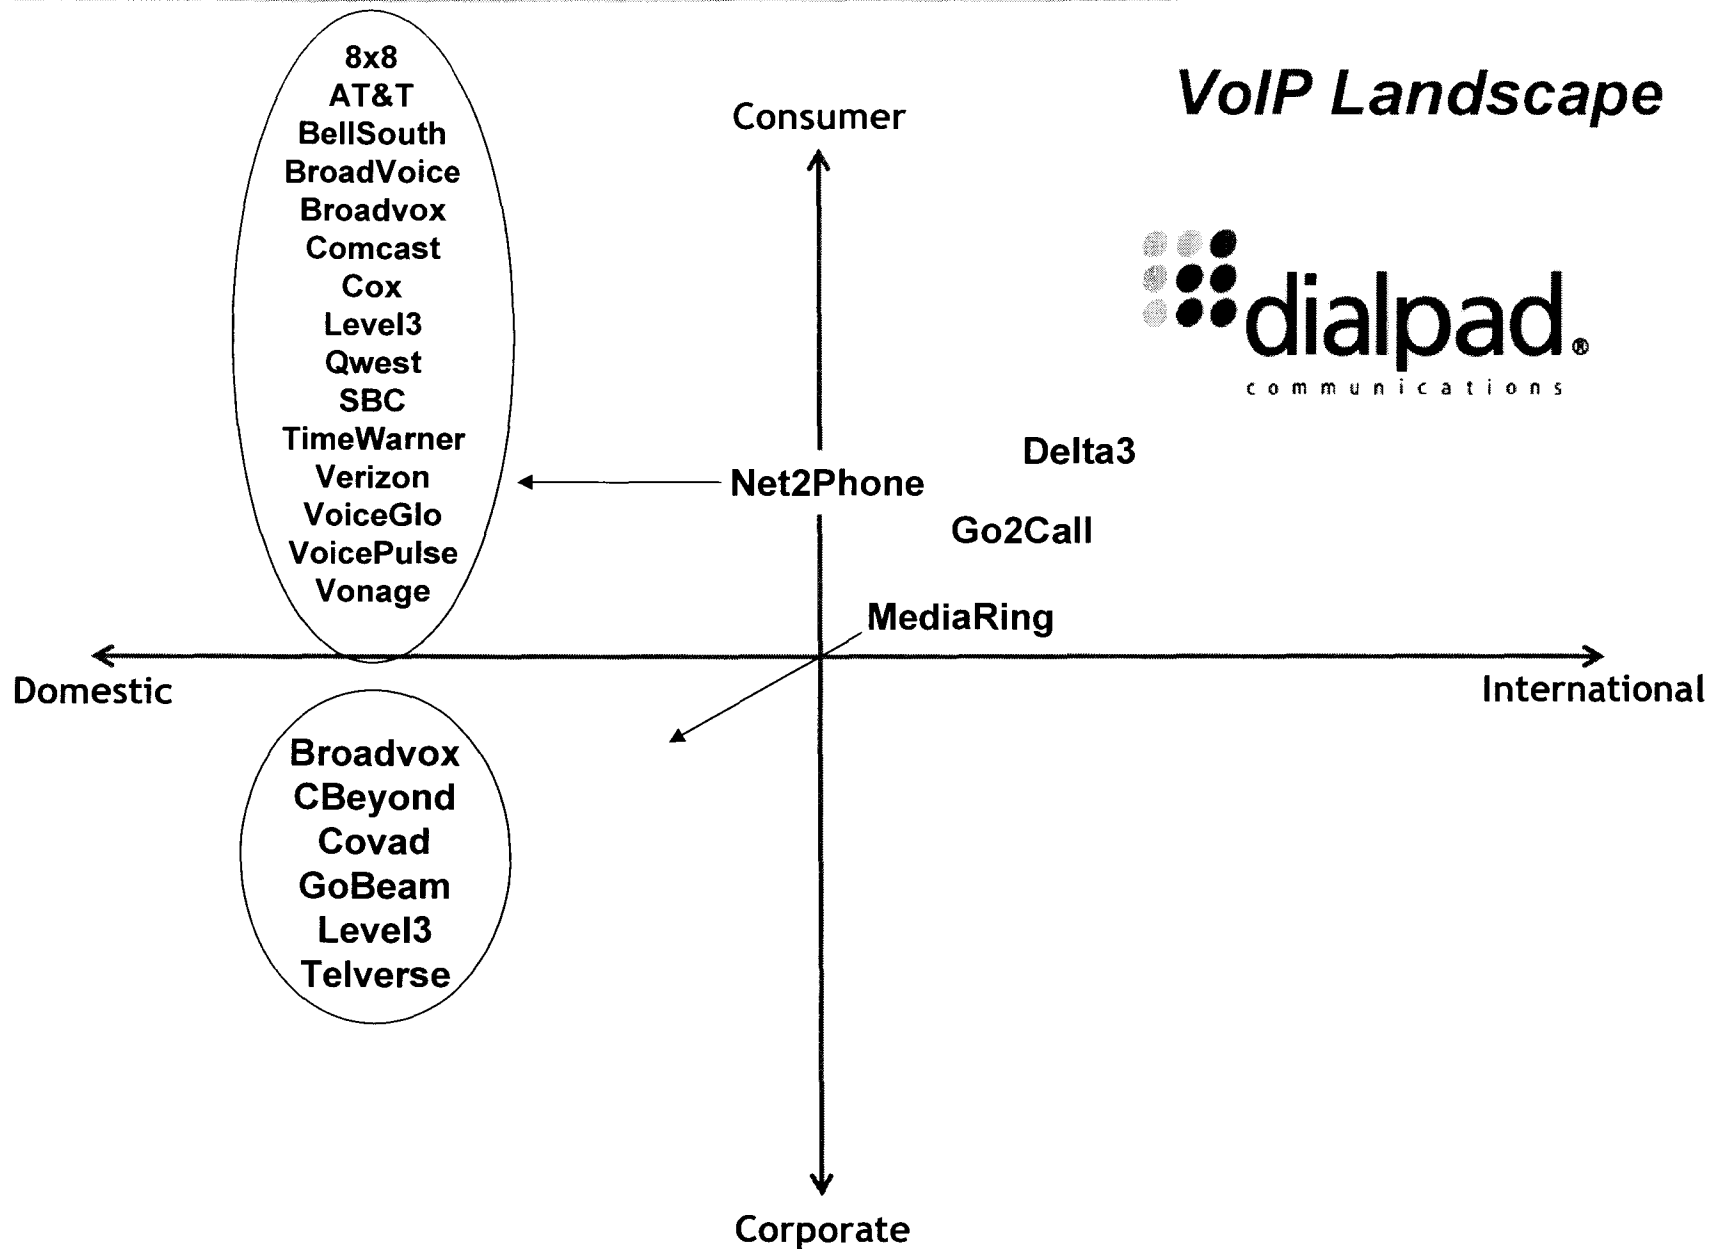 8x8
AT&T
BellSouth
BroadVoice
Broadvox
Comcast
Cox
Level3
Qwest
SBC
TimeWarner
Verizon
VoiceGlo
VoicePulse
Vonage
VoIP Landscape
Consumer
dialpad®
communications
Delta3
Net2Phone
Go2Call
MediaRing
Domestic
International
Broadvox
CBeyond
Covad
GoBeam
Level3
Telverse
Corporate